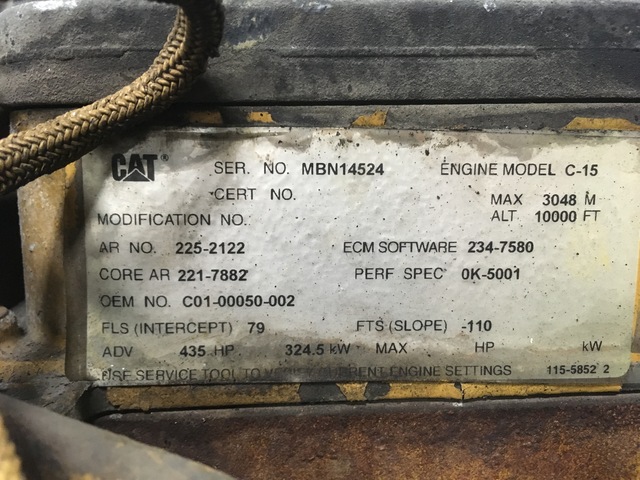 CAT® SER. NO. MBN14524 ENGINE MODEL C-15
CERT NO. MAX 3048 M
MODIFICATION NO. ALT 10000 FT
AR NO. 225-2122 ECM SOFTWARE 234-7580
CORE AR 221-7882 PERF SPEC 0K-5001
OEM NO. C01-00050-002
FLS (INTERCEPT) 79 FTS (SLOPE) -110
ADV 435 HP 324.5 kW MAX HP kW
USE SERVICE TOOL TO VERIFY CURRENT ENGINE SETTINGS 115-5852 2